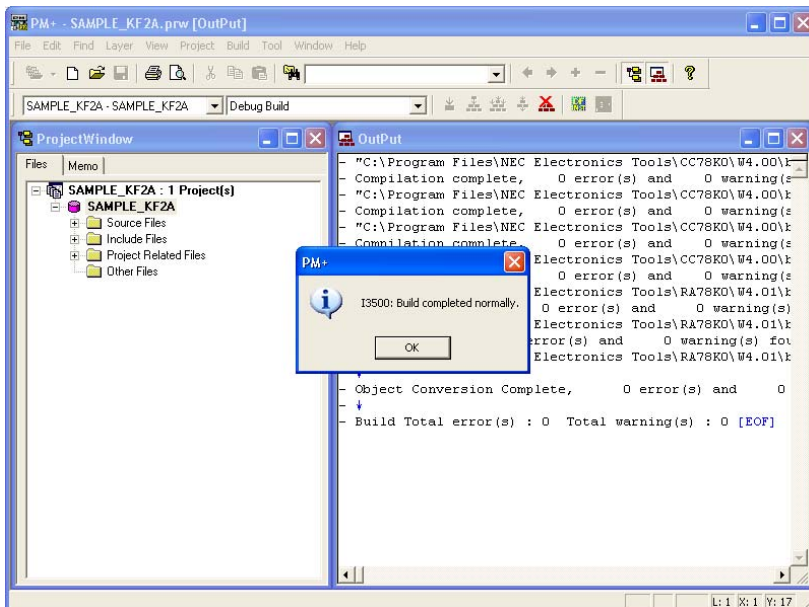 PM+ - SAMPLE_KF2A.prw [OutPut]
File Edit Find Layer View Project Build Tool Window Help
SAMPLE_KF2A - SAMPLE_KF2A Debug Build
ProjectWindow
Files Memo
SAMPLE_KF2A : 1 Project(s)
SAMPLE_KF2A
Source Files
Include Files
Project Related Files
Other Files
OutPut
- "C:\Program Files\NEC Electronics Tools\CC78K0\W4.00\b
- Compilation complete, 0 error(s) and 0 warning(s
- "C:\Program Files\NEC Electronics Tools\CC78K0\W4.00\b
- Compilation complete, 0 error(s) and 0 warning(s
- "C:\Program Files\NEC Electronics Tools\CC78K0\W4.00\b
- Compilation complete, 0 error(s) and 0 warning(s
Electronics Tools\CC78K0\W4.00\b
0 error(s) and 0 warning(s
Electronics Tools\RA78K0\W4.01\b
0 error(s) and 0 warning(s)
Electronics Tools\RA78K0\W4.01\b
error(s) and 0 warning(s) fou
Electronics Tools\RA78K0\W4.01\b
- Object Conversion Complete, 0 error(s) and 0
- Build Total error(s) : 0 Total warning(s) : 0 [EOF]
PM+
I3500: Build completed normally.
OK
L: 1 X: 1 Y: 17